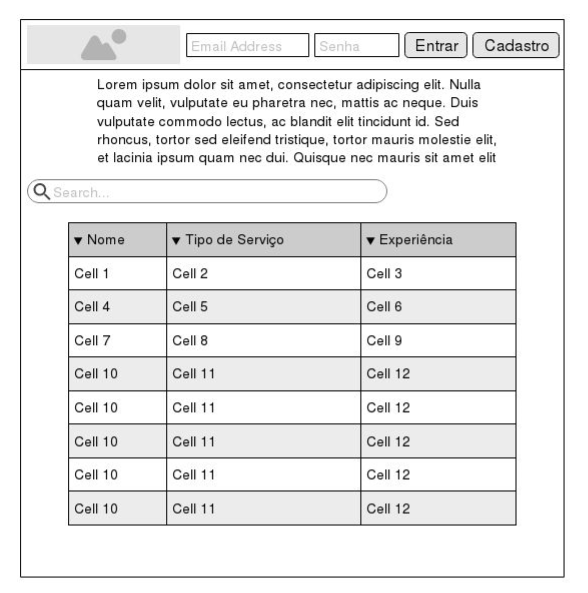 Email Address Senha Entrar Cadastro
Lorem ipsum dolor sit amet, consectetur adipiscing elit. Nulla
quam velit, vulputate eu pharetra nec, mattis ac neque. Duis
vulputate commodo lectus, ac blandit elit tincidunt id. Sed
rhoncus, tortor sed eleifend tristique, tortor mauris molestie elit,
et lacinia ipsum quam nec dui. Quisque nec mauris sit amet elit
Search...
▼ Nome ▼ Tipo de Serviço ▼ Experiência
Cell 1 Cell 2 Cell 3
Cell 4 Cell 5 Cell 6
Cell 7 Cell 8 Cell 9
Cell 10 Cell 11 Cell 12
Cell 10 Cell 11 Cell 12
Cell 10 Cell 11 Cell 12
Cell 10 Cell 11 Cell 12
Cell 10 Cell 11 Cell 12